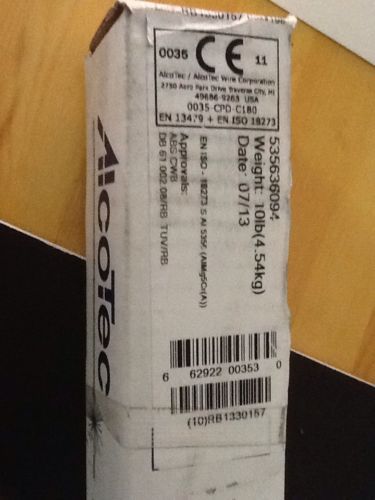 0035 CE 11
AlcoTec / AlcoTec Wire Corporation
2750 Aero Park Drive Traverse City, MI
49686-9263 USA
0035-CPD-C180
EN 13479 + EN ISO 18273
535636094
Weight: 10lb(4.54kg)
Date: 07/13
EN ISO - 18273 S Al 5356 (AlMg5Cr(A))
Approvals:
ABS CWB
DB 61.002.08/RB TUV/RB
AlcoTec
6 62922 00353 0
(10)RB1330157